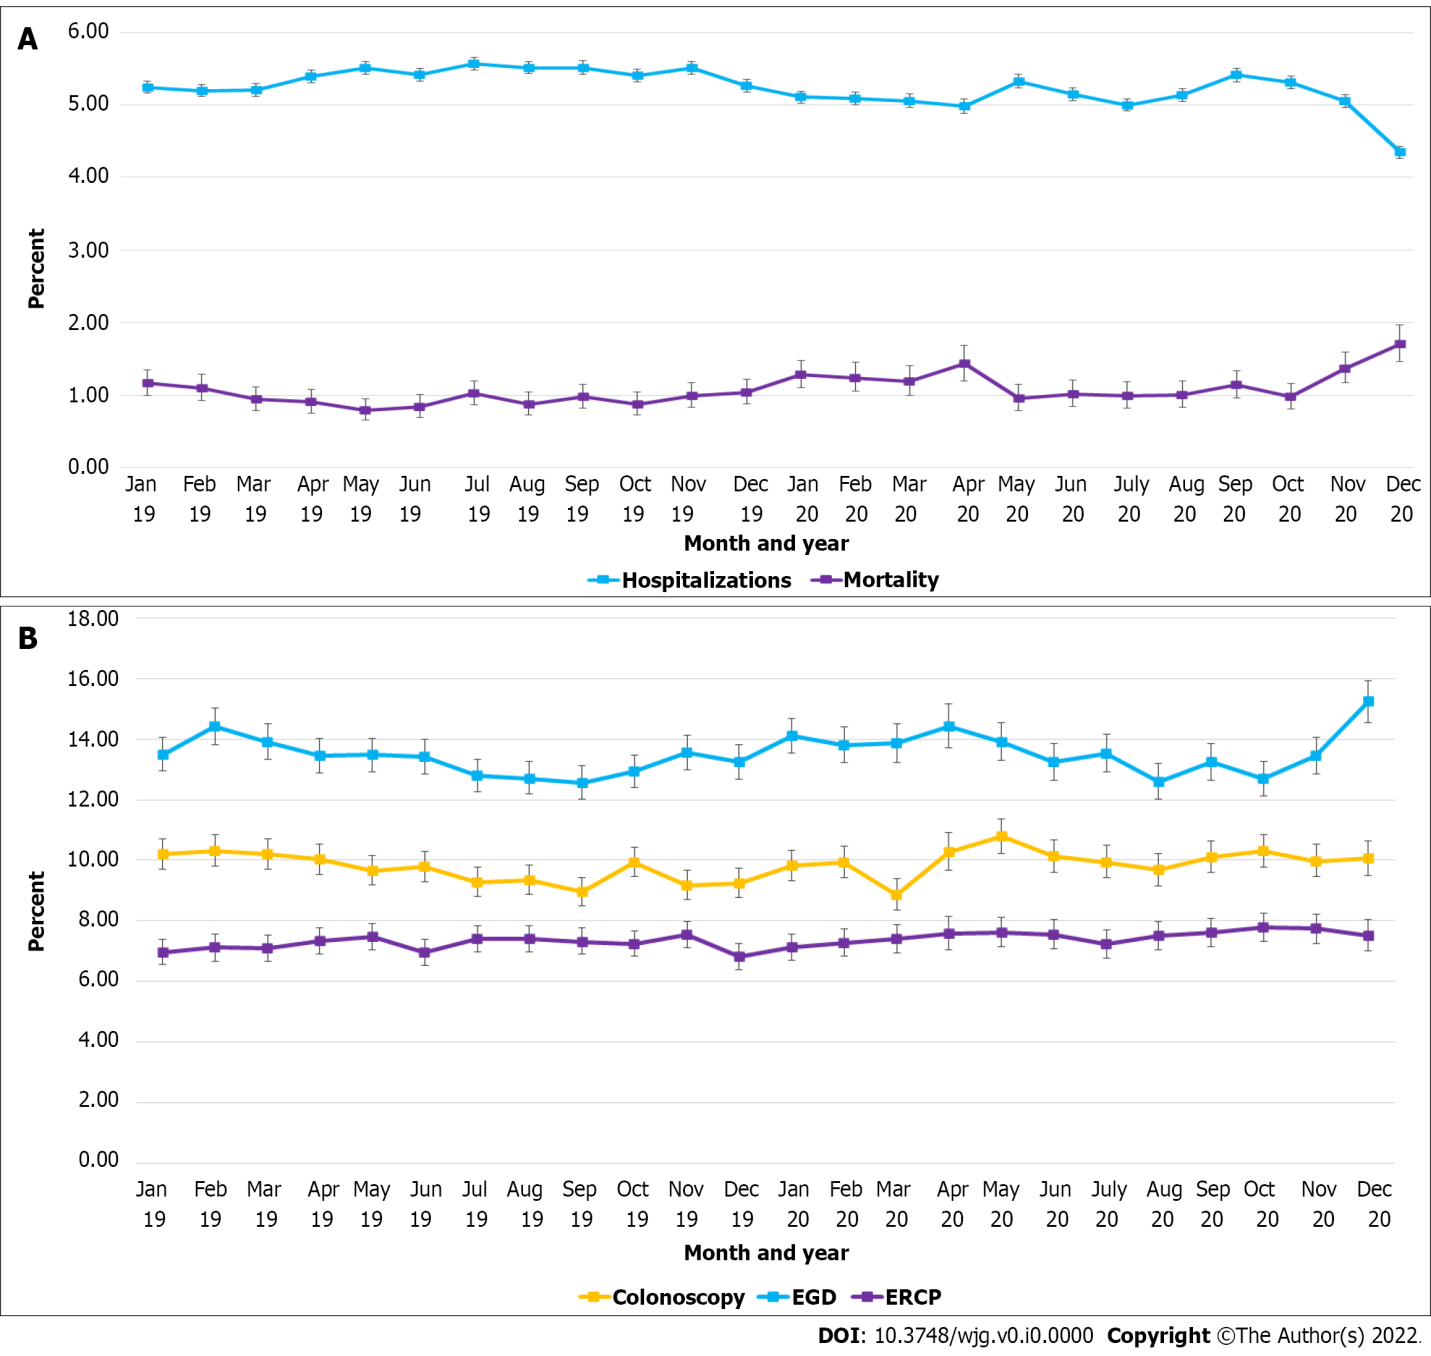 A
6.00
5.00
4.00
3.00
2.00
1.00
0.00
Percent
Jan Feb Mar Apr May Jun Jul Aug Sep Oct Nov Dec Jan Feb Mar Apr May Jun July Aug Sep Oct Nov Dec
19 19 19 19 19 19 19 19 19 19 19 19 20 20 20 20 20 20 20 20 20 20 20 20
Month and year
Hospitalizations Mortality
B
18.00
16.00
14.00
12.00
10.00
8.00
6.00
4.00
2.00
0.00
Percent
Jan Feb Mar Apr May Jun Jul Aug Sep Oct Nov Dec Jan Feb Mar Apr May Jun July Aug Sep Oct Nov Dec
19 19 19 19 19 19 19 19 19 19 19 19 20 20 20 20 20 20 20 20 20 20 20 20
Month and year
Colonoscopy EGD ERCP
DOI: 10.3748/wjg.v0.i0.0000 Copyright ©The Author(s) 2022.